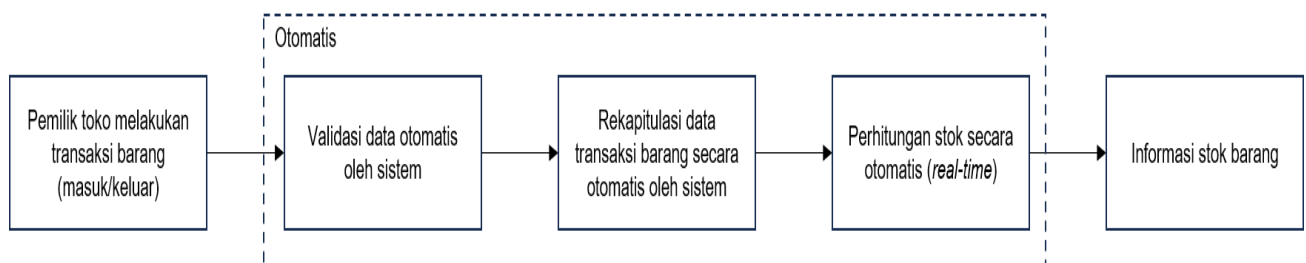 Otomatis
Pemilik toko melakukan
transaksi barang
(masuk/keluar)
Validasi data otomatis
oleh sistem
Rekapitulasi data
transaksi barang secara
otomatis oleh sistem
Perhitungan stok secara
otomatis (real-time)
Informasi stok barang